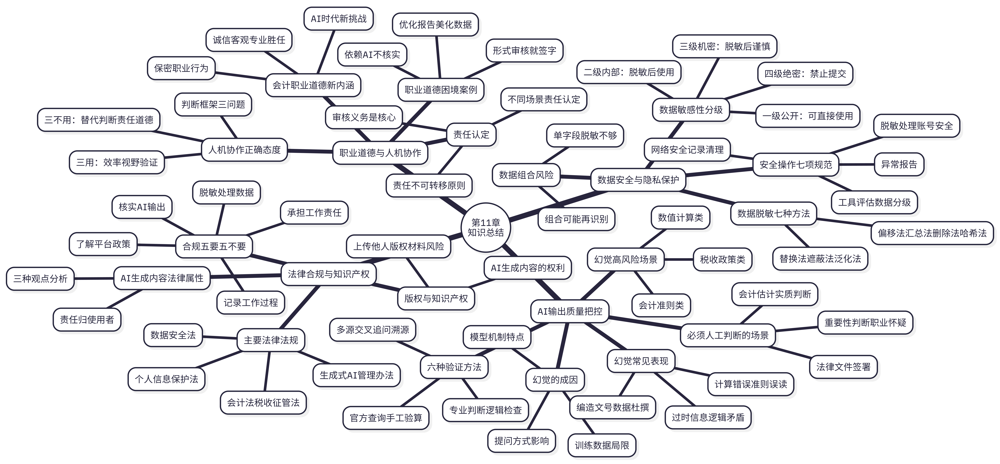 第11章
知识总结
数据安全与隐私保护
数据敏感性分级
一级公开：可直接使用
二级内部：脱敏后使用
三级机密：脱敏后谨慎
四级绝密：禁止提交
数据脱敏七种方法
替换法遮蔽法泛化法
偏移法汇总法删除法哈希法
数据组合风险
单字段脱敏不够
组合可能再识别
安全操作七项规范
工具评估数据分级
脱敏处理账号安全
网络安全记录清理
异常报告
AI输出质量把控
幻觉的成因
训练数据局限
模型机制特点
提问方式影响
幻觉常见表现
编造文号数据杜撰
计算错误准则误读
过时信息逻辑矛盾
幻觉高风险场景
税收政策类
会计准则类
数值计算类
六种验证方法
官方查询手工验算
多源交叉追问溯源
专业判断逻辑检查
必须人工判断的场景
会计估计实质判断
重要性判断职业怀疑
法律文件签署
法律合规与知识产权
主要法律法规
数据安全法
个人信息保护法
会计法税收征管法
生成式AI管理办法
AI生成内容法律属性
三种观点分析
责任归使用者
版权与知识产权
上传他人版权材料风险
AI生成内容的权利
合规五要五不要
了解平台政策
核实AI输出
脱敏处理数据
承担工作责任
记录工作过程
职业道德与人机协作
会计职业道德新内涵
诚信客观专业胜任
保密职业行为
AI时代新挑战
责任认定
责任不可转移原则
审核义务是核心
不同场景责任认定
人机协作正确态度
三用：效率视野验证
三不用：替代判断责任道德
判断框架三问题
职业道德困境案例
依赖AI不核实
优化报告美化数据
形式审核就签字